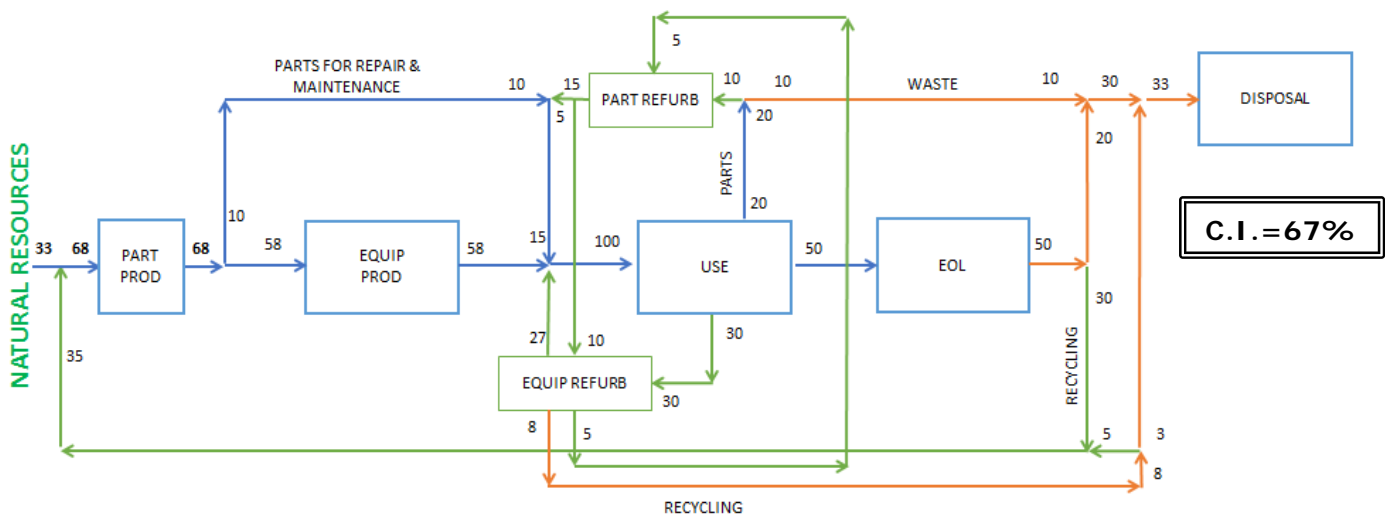 5
PARTS FOR REPAIR &
MAINTENANCE
10
15
5
PART REFURB
10
10
20
WASTE
10
30
33
DISPOSAL
20
NATURAL RESOURCES
33
68
PART
PROD
68
10
58
EQUIP
PROD
58
15
100
PARTS
20
USE
50
EOL
50
C.I.=67%
30
35
27
10
30
EQUIP REFURB
30
RECYCLING
8
5
5
3
8
RECYCLING